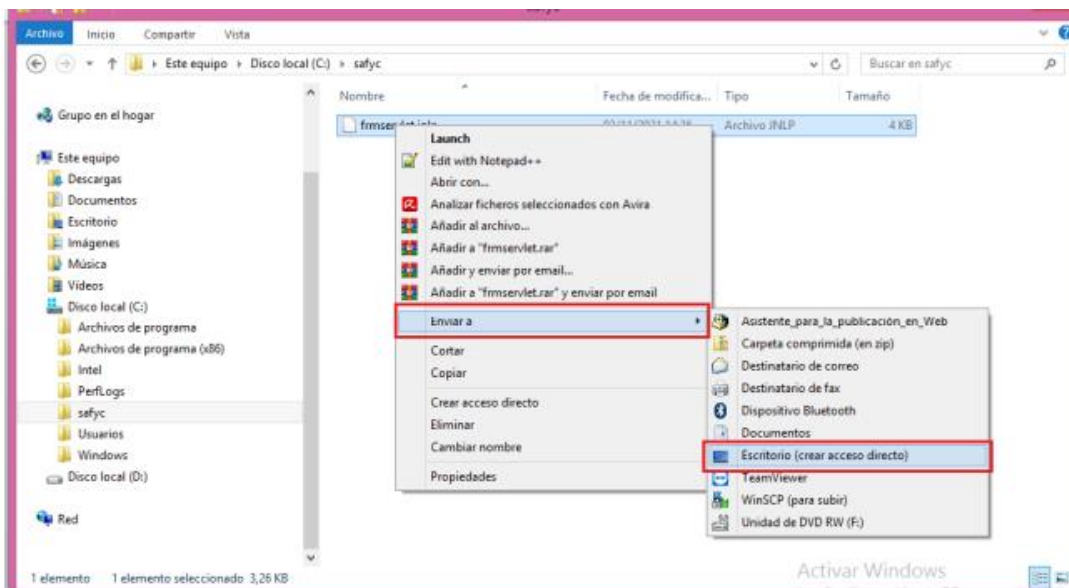 Archivo Inicio Compartir Vista
Este equipo Disco local (C:) safyc
Buscar en safyc
Nombre Fecha de modifica... Tipo Tamaño
Archivo JNLP 4 KB
Grupo en el hogar
Este equipo
Descargas
Documentos
Escritorio
Imágenes
Música
Vídeos
Disco local (C:)
Archivos de programa
Archivos de programa (x86)
Intel
PerfLogs
safyc
Usuarios
Windows
Disco local (D:)
Red
Launch
Edit with Notepad++
Abrir con...
Analizar ficheros seleccionados con Avira
Añadir al archivo...
Añadir a "frmservlet.rar"
Añadir y enviar por email...
Añadir a "frmservlet.rar" y enviar por email
Enviar a
Cortar
Copiar
Crear acceso directo
Eliminar
Cambiar nombre
Propiedades
Asistente_para_la_publicación_en_Web
Carpeta comprimida (en zip)
Destinatario de correo
Destinatario de fax
Dispositivo Bluetooth
Documentos
Escritorio (crear acceso directo)
TeamViewer
WinSCP (para subir)
Unidad de DVD RW (F:)
Activar Windows
1 elemento 1 elemento seleccionado 3,26 KB